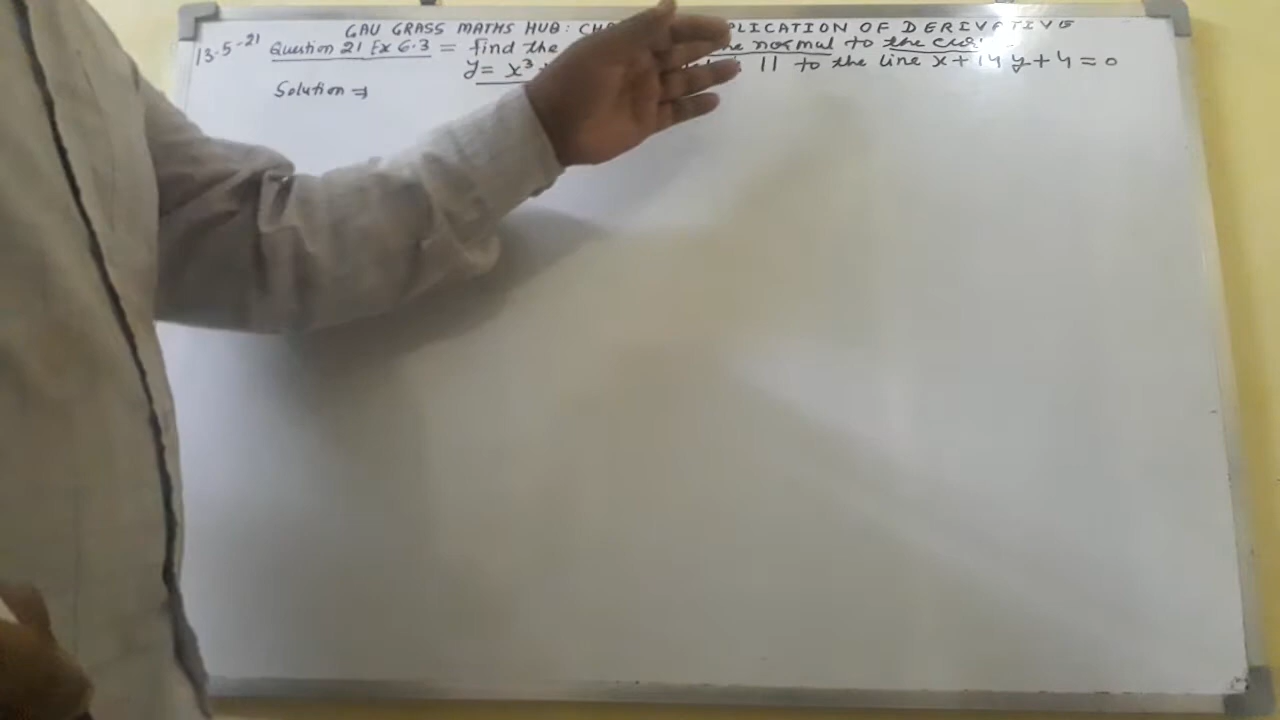 GAU GRASS MATHS HUB: CH PLICATION OF DERIVATIVE
13-5-21 Question 21 Ex 6.3 = find the normal to the
y= x³ 11 to the line x+14y+4=0
Solution ⇒